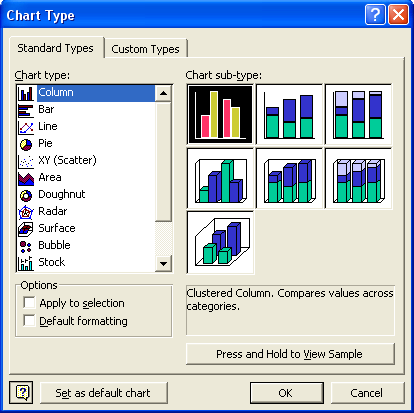 Chart Type
Standard Types
Custom Types
Chart type:
Column
Bar
Line
Pie
XY (Scatter)
Area
Doughnut
Radar
Surface
Bubble
Stock
Chart sub-type:
Options
Apply to selection
Default formatting
Clustered Column. Compares values across
categories.
Press and Hold to View Sample
Set as default chart
OK
Cancel